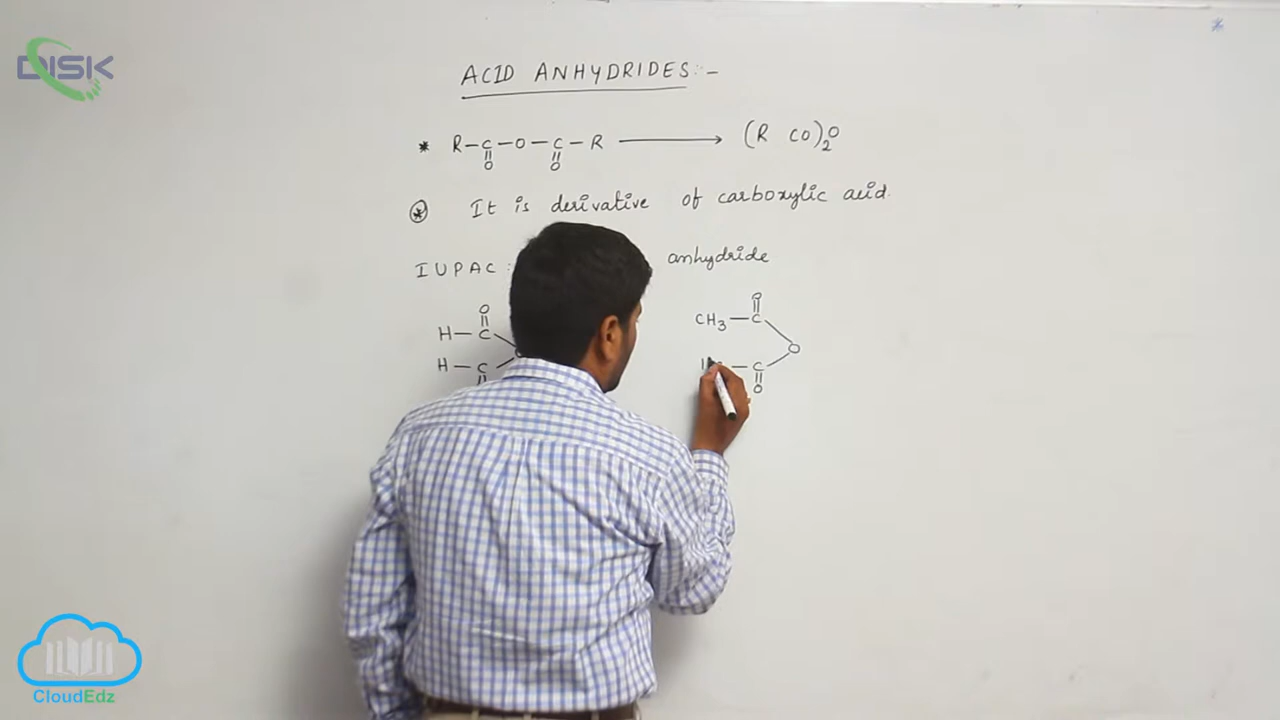 DISK
ACID ANHYDRIDES:-
* R-C-O-C-R ⟶ (R CO)2O
O O
* It is derivative of carboxylic acid.
IUPAC: anhydride
O O
H-C CH3-C
O
H-C -C
O
CloudEdz